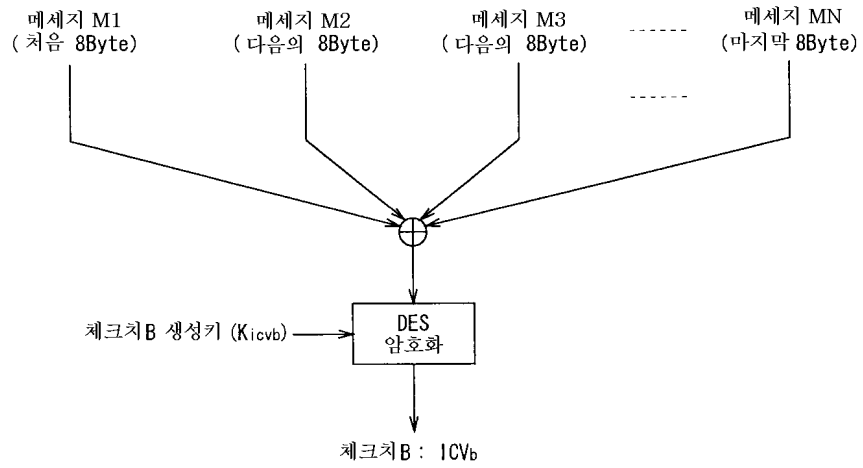 메세지 M1
( 처음 8Byte)
메세지 M2
(다음의 8Byte)
메세지 M3
( 다음의 8Byte)
메세지 MN
(마지막 8Byte)
체크치B 생성키 (Kicvb)
DES
암호화
체크치B : ICVb